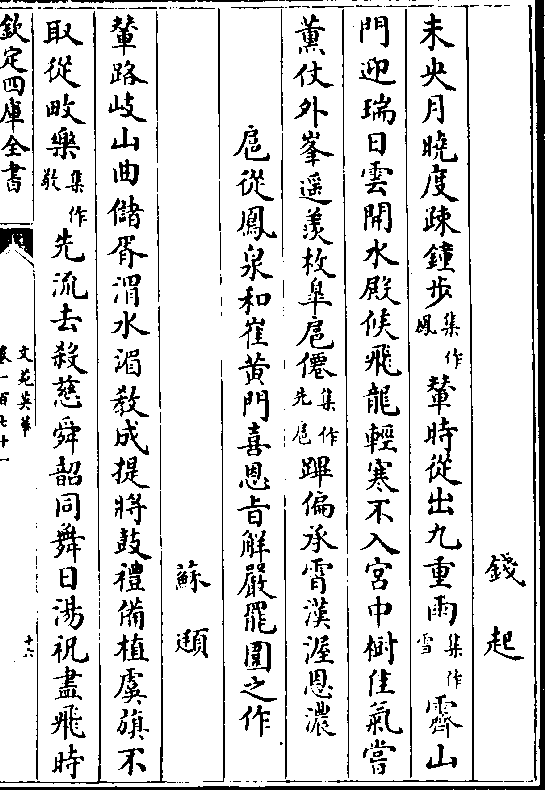 錢起
未央月曉度疎鐘步集作鳳輦時從出九重雨集作雪霽山
門迎瑞日雲開水殿候飛龍輕寒不入宮中樹佳氣嘗
薰仗外峯遥羨枚臯扈僊集作先扈蹕偏承霄漢渥恩濃
扈從鳳泉和崔黄門喜恩旨解嚴罷圍之作
蘇頲
輦路岐山曲儲胥渭水湄教成提將鼓禮備植虞旗不
取從畋樂集作先流去殺慈舜韶同舞日湯祝盡飛時
欽定四庫全書
文苑英華
卷一百七十一
十六